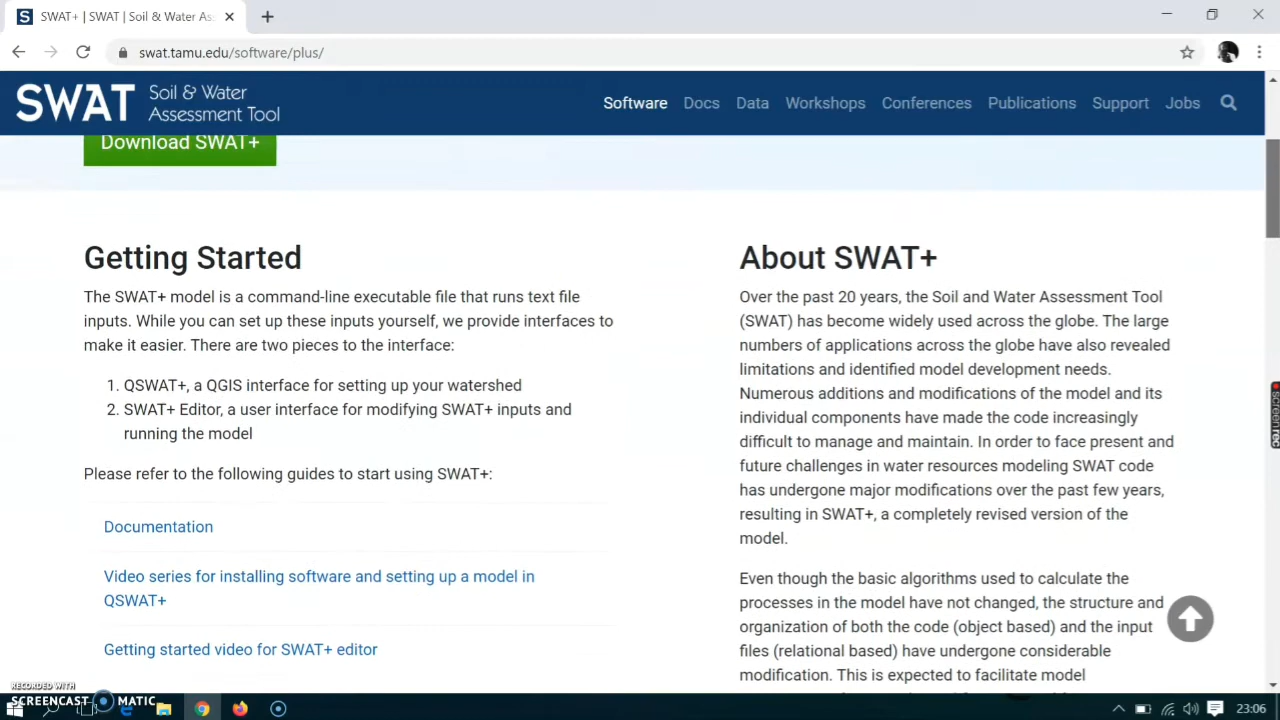 SWAT+ | SWAT | Soil & Water As
swat.tamu.edu/software/plus/
SWAT Soil & Water
Assessment Tool
Software Docs Data Workshops Conferences Publications Support Jobs
Download SWAT+
Getting Started
The SWAT+ model is a command-line executable file that runs text file
inputs. While you can set up these inputs yourself, we provide interfaces to
make it easier. There are two pieces to the interface:
1. QSWAT+, a QGIS interface for setting up your watershed
2. SWAT+ Editor, a user interface for modifying SWAT+ inputs and
running the model
Please refer to the following guides to start using SWAT+:
Documentation
Video series for installing software and setting up a model in
QSWAT+
Getting started video for SWAT+ editor
About SWAT+
Over the past 20 years, the Soil and Water Assessment Tool
(SWAT) has become widely used across the globe. The large
numbers of applications across the globe have also revealed
limitations and identified model development needs.
Numerous additions and modifications of the model and its
individual components have made the code increasingly
difficult to manage and maintain. In order to face present and
future challenges in water resources modeling SWAT code
has undergone major modifications over the past few years,
resulting in SWAT+, a completely revised version of the
model.
Even though the basic algorithms used to calculate the
processes in the model have not changed, the structure and
organization of both the code (object based) and the input
files (relational based) have undergone considerable
modification. This is expected to facilitate model
screenrec
RECORDED WITH
SCREENCAST MATIC
23:06